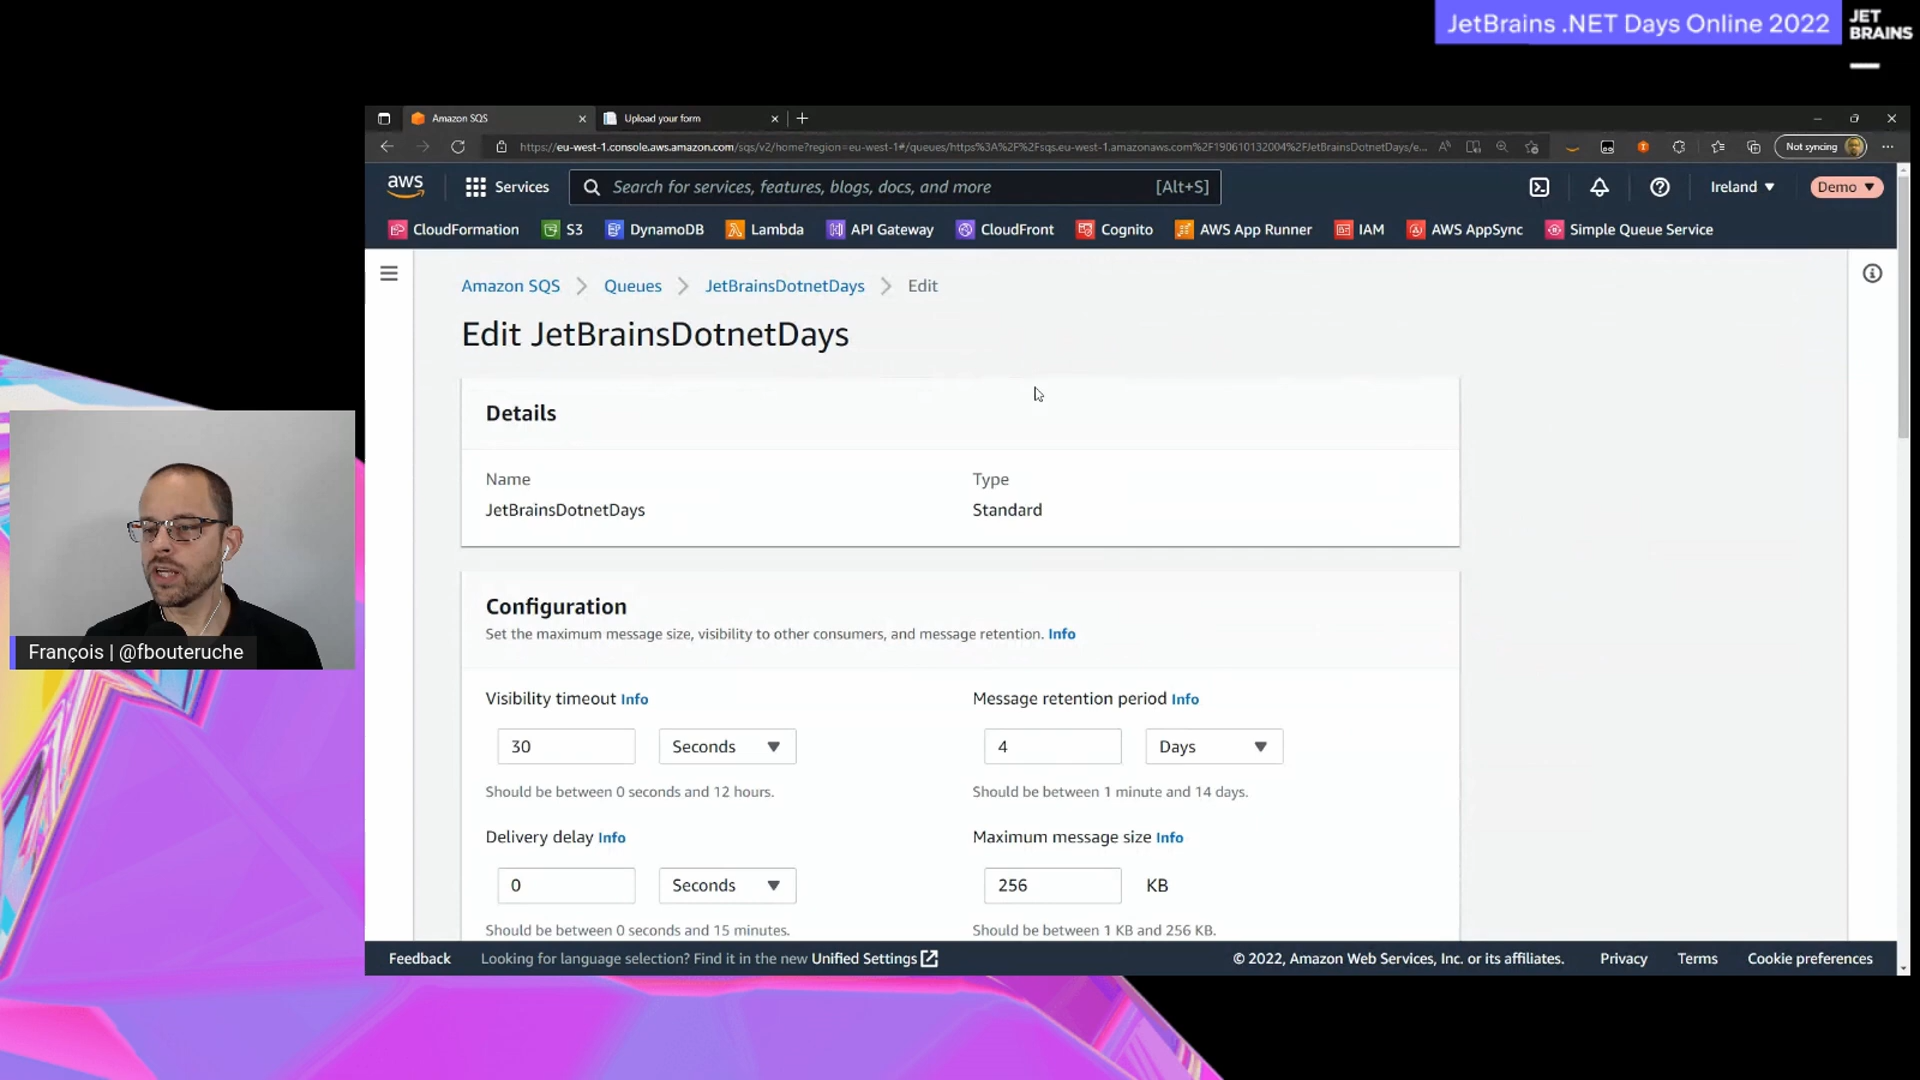 JetBrains .NET Days Online 2022
JET
BRAINS
Amazon SQS
Upload your form
https://eu-west-1.console.aws.amazon.com/sqs/v2/home?region=eu-west-1#/queues/https%3A%2F%2Fsqs.eu-west-1.amazonaws.com%2F190610132004%2FJetBrainsDotnetDays/e...
Not syncing
aws
Services
Search for services, features, blogs, docs, and more
[Alt+S]
Ireland
Demo
CloudFormation
S3
DynamoDB
Lambda
API Gateway
CloudFront
Cognito
AWS App Runner
IAM
AWS AppSync
Simple Queue Service
Amazon SQS
Queues
JetBrainsDotnetDays
Edit
Edit JetBrainsDotnetDays
Details
Name
Type
JetBrainsDotnetDays
Standard
Configuration
Set the maximum message size, visibility to other consumers, and message retention. Info
Visibility timeout Info
Message retention period Info
30
Seconds
4
Days
Should be between 0 seconds and 12 hours.
Should be between 1 minute and 14 days.
Delivery delay Info
Maximum message size Info
0
Seconds
256
KB
Should be between 0 seconds and 15 minutes.
Should be between 1 KB and 256 KB.
François | @fbouteruche
Feedback
Looking for language selection? Find it in the new Unified Settings
© 2022, Amazon Web Services, Inc. or its affiliates.
Privacy
Terms
Cookie preferences